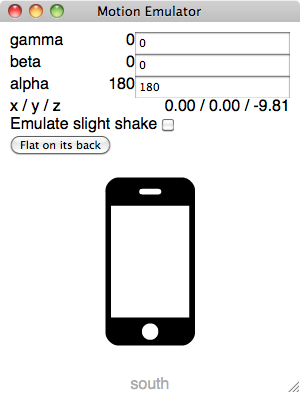 Motion Emulator
gamma 0 0
beta 0 0
alpha 180 180
x / y / z 0.00 / 0.00 / -9.81
Emulate slight shake
Flat on its back
south